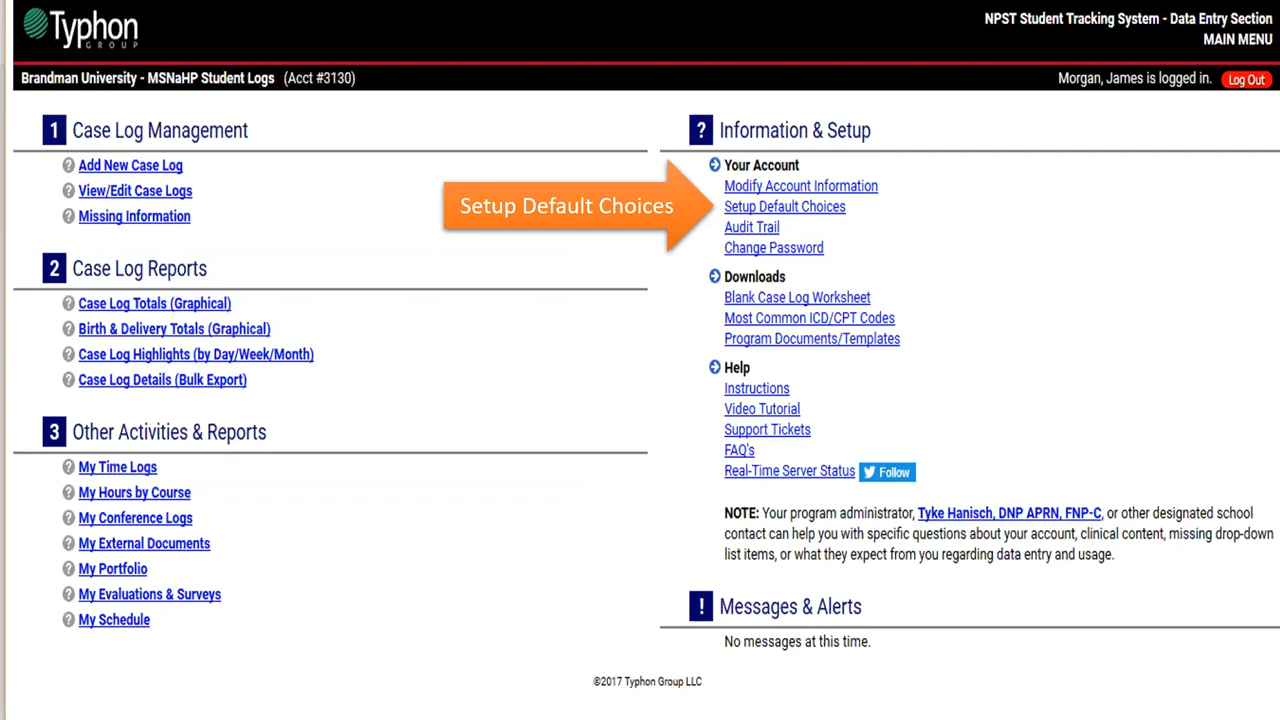 Typhon
GROUP
NPST Student Tracking System - Data Entry Section
MAIN MENU
Brandman University - MSNaHP Student Logs (Acct #3130)
Morgan, James is logged in. Log Out
1 Case Log Management
? Add New Case Log
? View/Edit Case Logs
? Missing Information
2 Case Log Reports
? Case Log Totals (Graphical)
? Birth & Delivery Totals (Graphical)
? Case Log Highlights (by Day/Week/Month)
? Case Log Details (Bulk Export)
3 Other Activities & Reports
? My Time Logs
? My Hours by Course
? My Conference Logs
? My External Documents
? My Portfolio
? My Evaluations & Surveys
? My Schedule
Setup Default Choices
? Information & Setup
Your Account
Modify Account Information
Setup Default Choices
Audit Trail
Change Password
Downloads
Blank Case Log Worksheet
Most Common ICD/CPT Codes
Program Documents/Templates
Help
Instructions
Video Tutorial
Support Tickets
FAQ's
Real-Time Server Status Follow
NOTE: Your program administrator, Tyke Hanisch, DNP APRN, FNP-C, or other designated school
contact can help you with specific questions about your account, clinical content, missing drop-down
list items, or what they expect from you regarding data entry and usage.
! Messages & Alerts
No messages at this time.
©2017 Typhon Group LLC